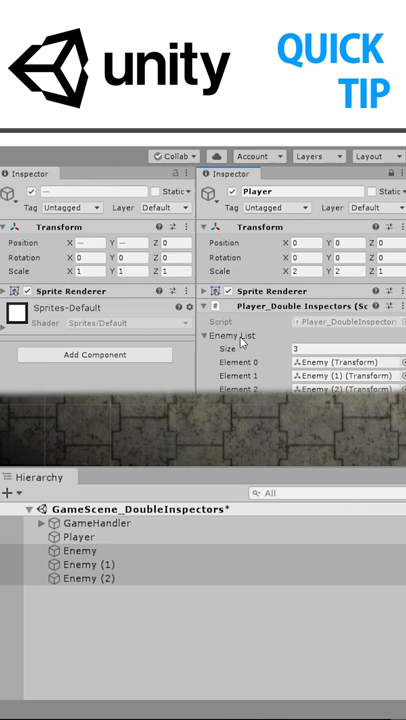 unity
QUICK
TIP
Collab
Account
Layers
Layout
Inspector
Inspector
—
Static
Player
Static
Tag Untagged Layer Default
Tag Untagged Layer Default
Transform
Transform
Position X — Y — Z 0
Position X 0 Y 0 Z 0
Rotation X 0 Y 0 Z 0
Rotation X 0 Y 0 Z 0
Scale X 1 Y 1 Z 1
Scale X 2 Y 2 Z 1
Sprite Renderer
Sprite Renderer
Sprites-Default
Shader Sprites/Default
Add Component
Player_Double Inspectors (Sc
Script Player_DoubleInspectors
Enemy List
Size 3
Element 0 Enemy (Transform)
Element 1 Enemy (1) (Transform)
Element 2 Enemy (2) (Transform)
Hierarchy
All
GameScene_DoubleInspectors*
GameHandler
Player
Enemy
Enemy (1)
Enemy (2)